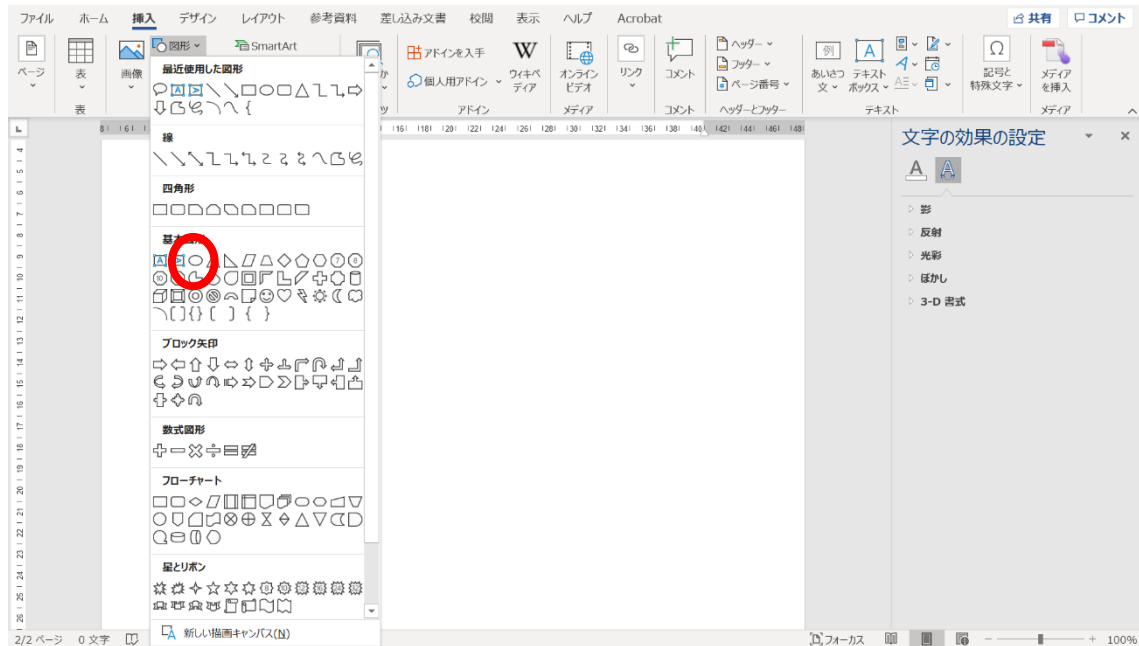 ファイル ホーム 挿入 デザイン レイアウト 参考資料 差し込み文書 校閲 表示 ヘルプ Acrobat 共有 コメント
ページ
表
画像
図形
SmartArt
アドインを入手
個人用アドイン
ウィキペディア
オンライン ビデオ
リンク
コメント
ヘッダー
フッター
ページ番号
あいさつ文
テキスト ボックス
記号と特殊文字
メディアを挿入
表 アドイン メディア コメント ヘッダーとフッター テキスト メディア
最近使用した図形
線
四角形
基本図形
ブロック矢印
数式図形
フローチャート
星とリボン
新しい描画キャンバス(N)
文字の効果の設定
影
反射
光彩
ぼかし
3-D 書式
2/2 ページ 0 文字 フォーカス 100%